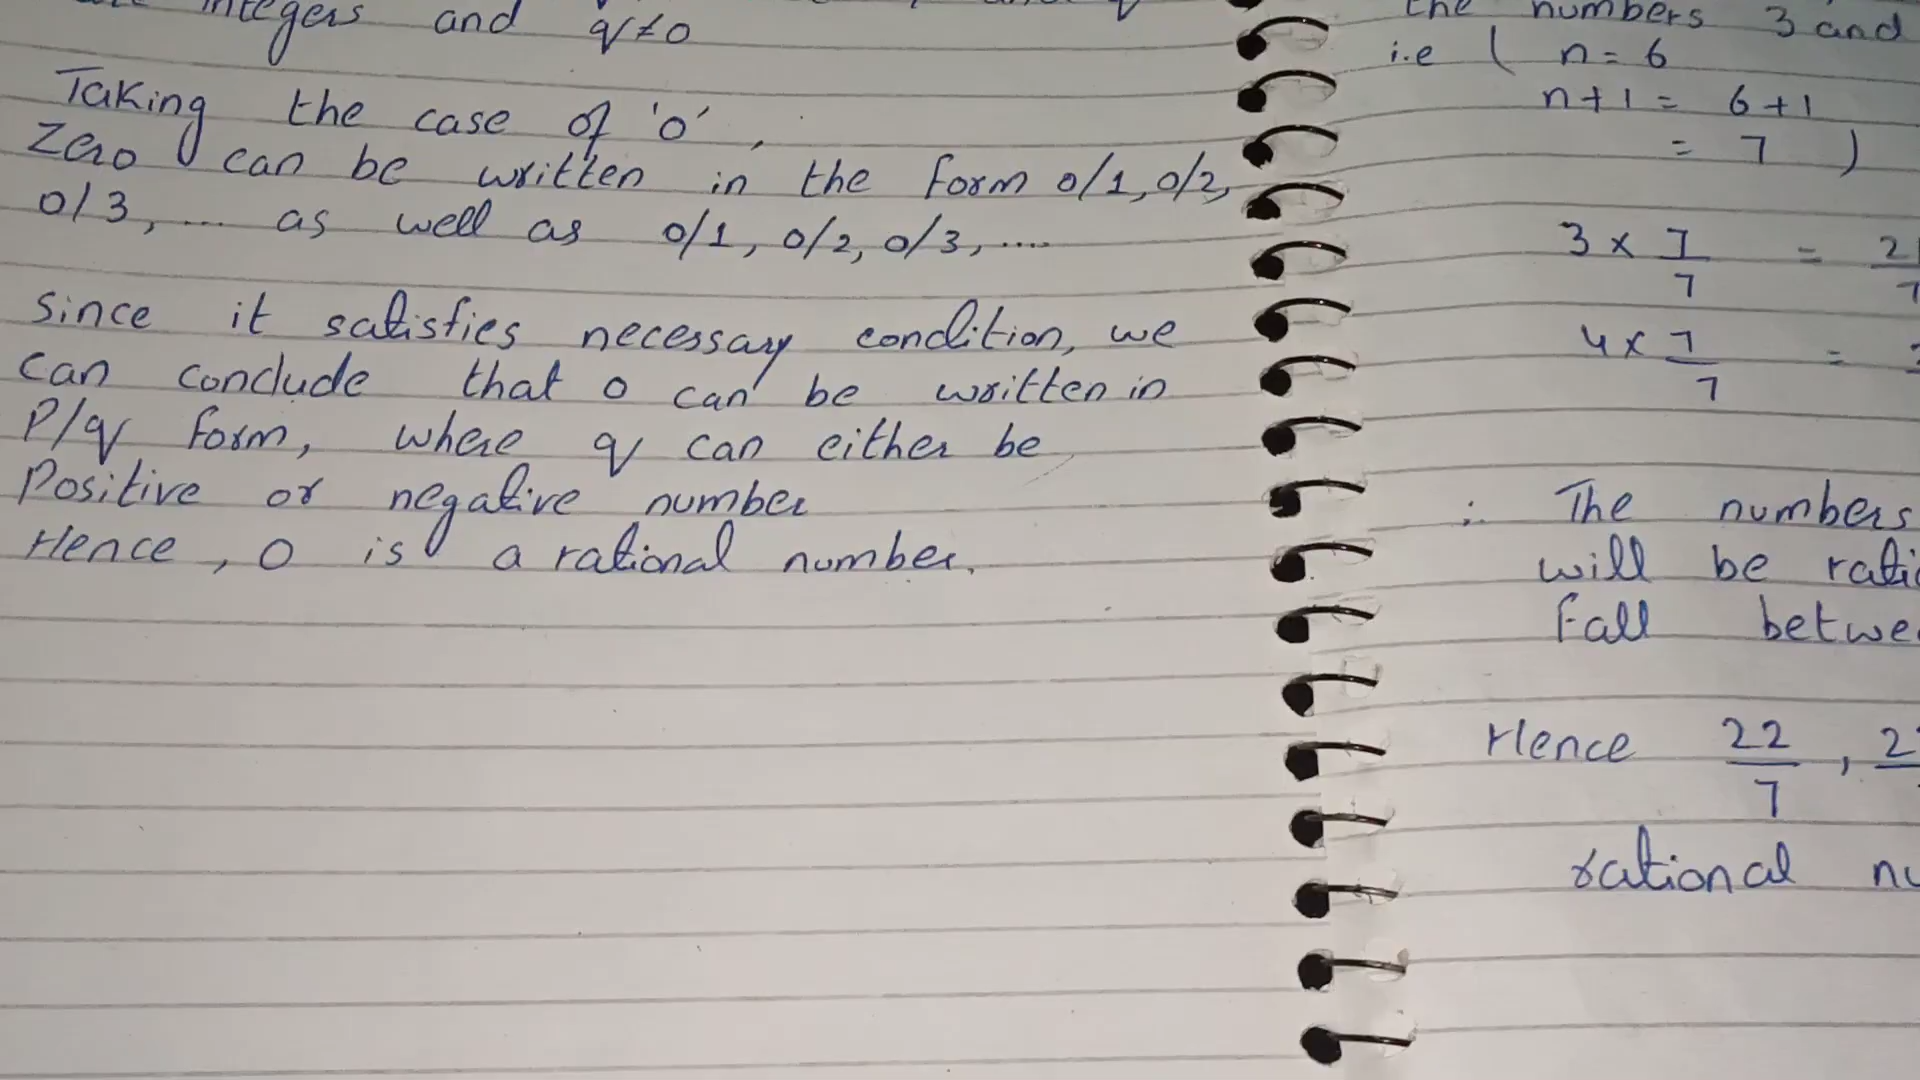 integers and q≠0
Taking the case of '0',
Zero can be written in the form 0/1, 0/2,
0/3, .... as well as 0/1, 0/2, 0/3, ....
Since it satisfies necessary condition, we
can conclude that 0 can be written in
P/q form, where q can either be
Positive or negative number
Hence, 0 is a rational number.
the numbers 3 and
i.e ( n = 6
n+1 = 6+1
= 7 )
3 × 7/7 = 2
4 × 7/7 =
∴ The numbers
will be
fall
Hence 22/7, 2
rational